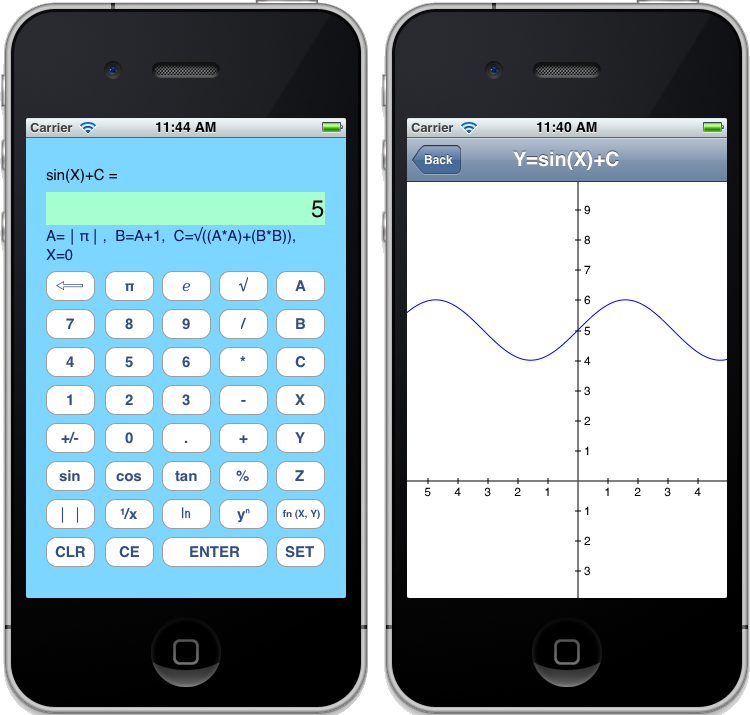 Carrier 11:44 AM
sin(X)+C =
5
A= | π | ,  B=A+1,  C=√((A*A)+(B*B)),
X=0
π e √ A
7 8 9 / B
4 5 6 * C
1 2 3 - X
+/- 0 . + Y
sin cos tan % Z
| | 1/x ln yⁿ fn (X, Y)
CLR CE ENTER SET
Carrier 11:40 AM
Back Y=sin(X)+C
9
8
7
6
5
4
3
2
1
5 4 3 2 1 1 2 3 4
1
2
3